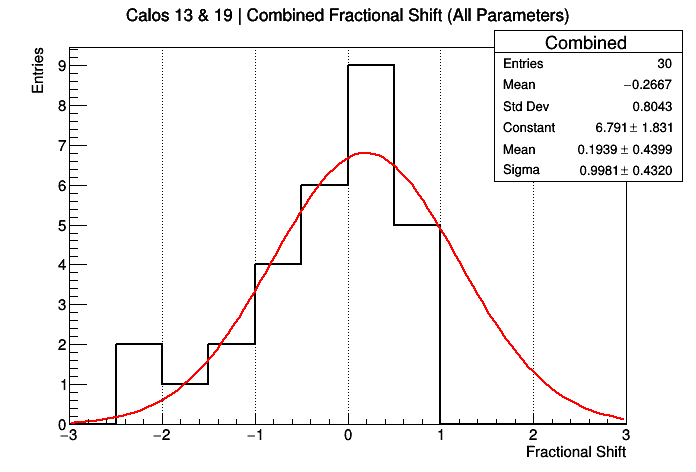 Calos 13 & 19 | Combined Fractional Shift (All Parameters)
Combined
Entries 30
Mean −0.2667
Std Dev 0.8043
Constant 6.791 ± 1.831
Mean 0.1939 ± 0.4399
Sigma 0.9981 ± 0.4320
Entries
9
8
7
6
5
4
3
2
1
0
−3 −2 −1 0 1 2 3
Fractional Shift